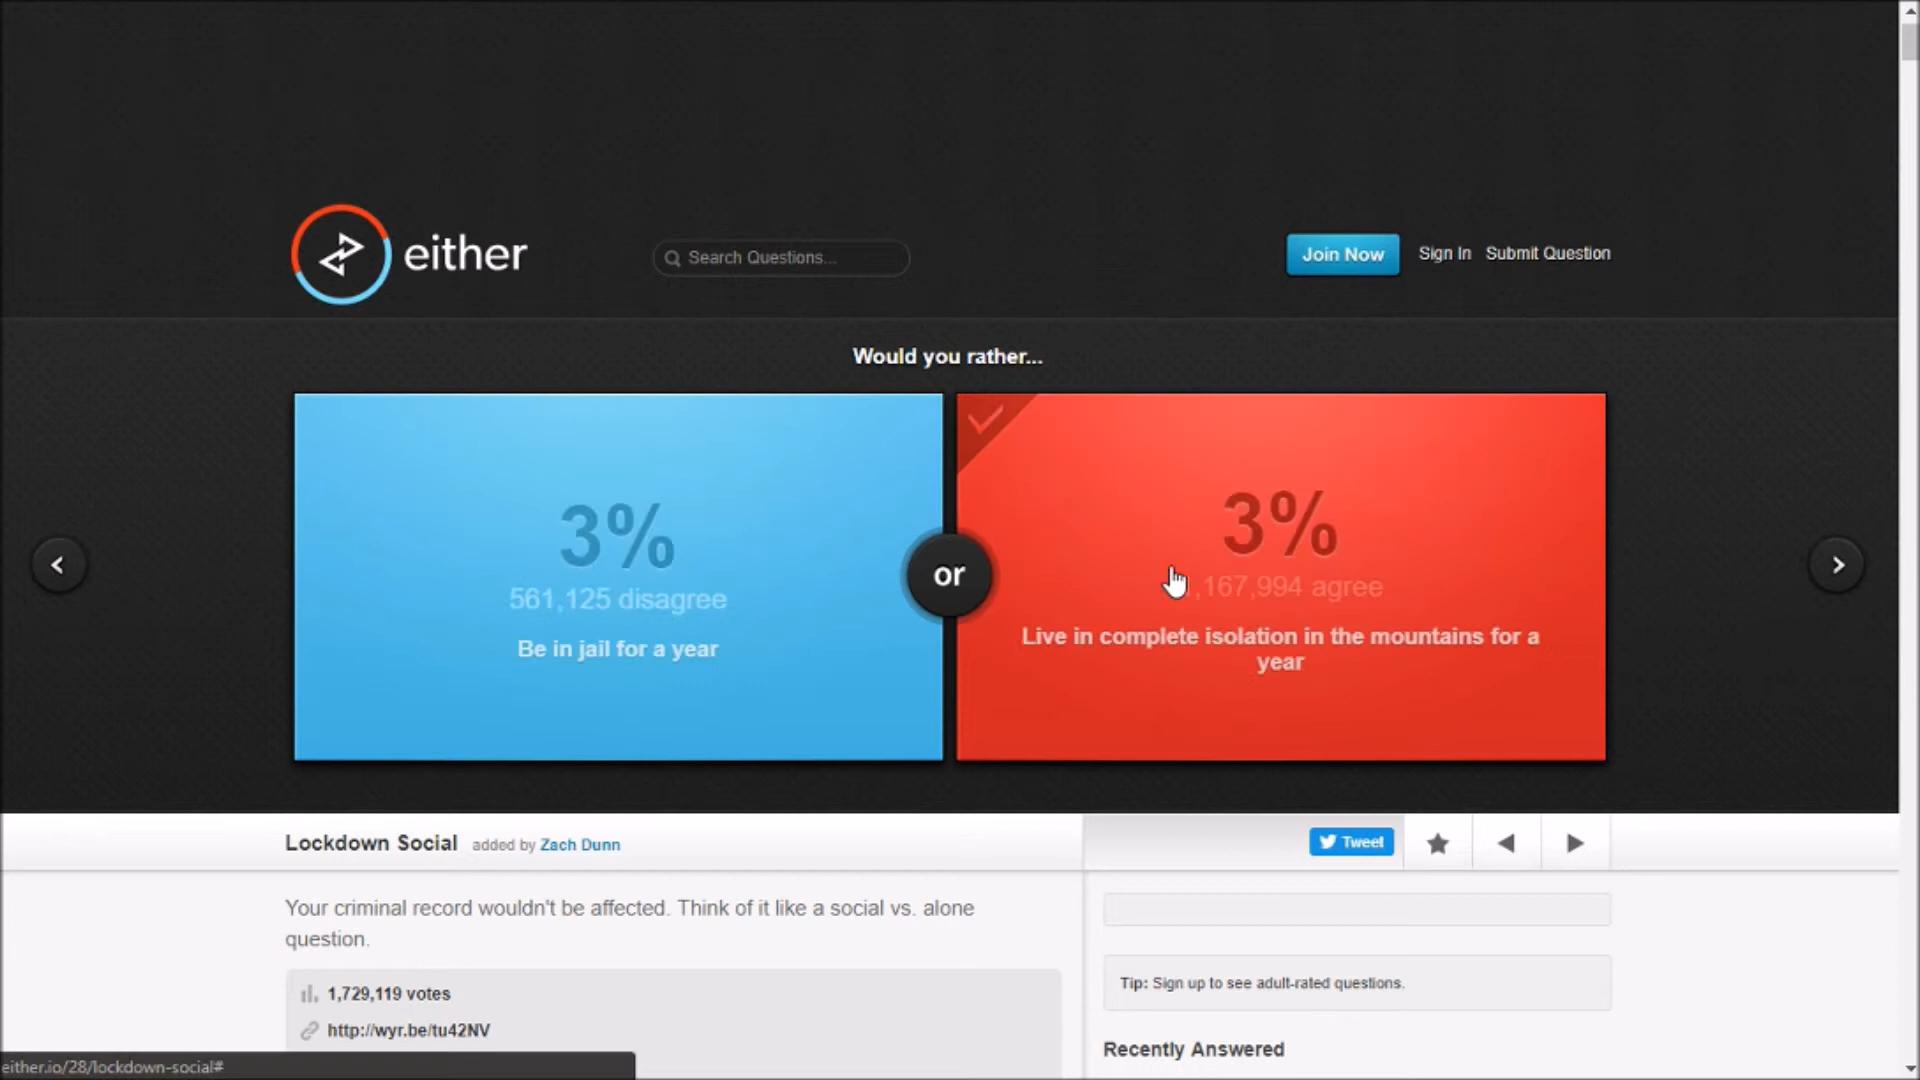 either
Search Questions...
Join Now
Sign In
Submit Question
Would you rather...
3%
561,125 disagree
Be in jail for a year
or
3%
,167,994 agree
Live in complete isolation in the mountains for a
year
Lockdown Social added by Zach Dunn
Tweet
Your criminal record wouldn't be affected. Think of it like a social vs. alone
question.
1,729,119 votes
http://wyr.be/tu42NV
Tip: Sign up to see adult-rated questions.
Recently Answered
either.io/28/lockdown-social#